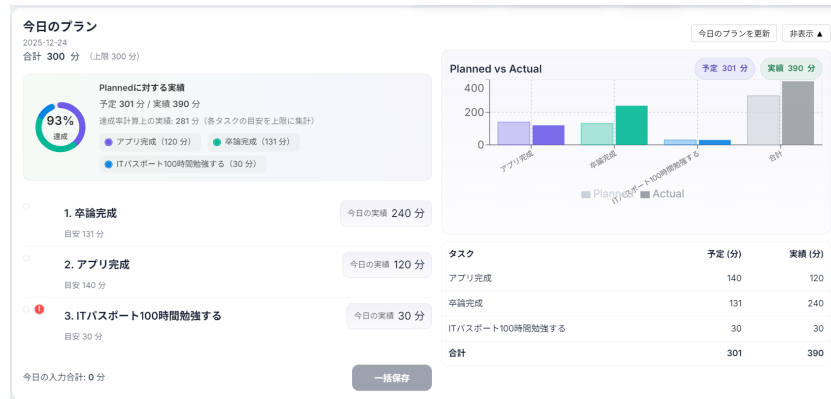 今日のプラン
2025-12-24
合計 300 分 （上限 300 分）
Plannedに対する実績
予定 301 分 / 実績 390 分
達成率計算上の実績: 281 分（各タスクの目安を上限に集計）
93%
達成
アプリ完成（120 分）
卒論完成（131 分）
ITパスポート100時間勉強する（30 分）
1. 卒論完成
目安 131 分
今日の実績 240 分
2. アプリ完成
目安 140 分
今日の実績 120 分
!
3. ITパスポート100時間勉強する
目安 30 分
今日の実績 30 分
今日の入力合計: 0 分
一括保存
今日のプランを更新
非表示 ▲
Planned vs Actual
予定 301 分
実績 390 分
400
200
0
アプリ完成
卒論完成
ITパスポート100時間勉強する
合計
Planned
Actual
タスク 予定 (分) 実績 (分)
アプリ完成 140 120
卒論完成 131 240
ITパスポート100時間勉強する 30 30
合計 301 390